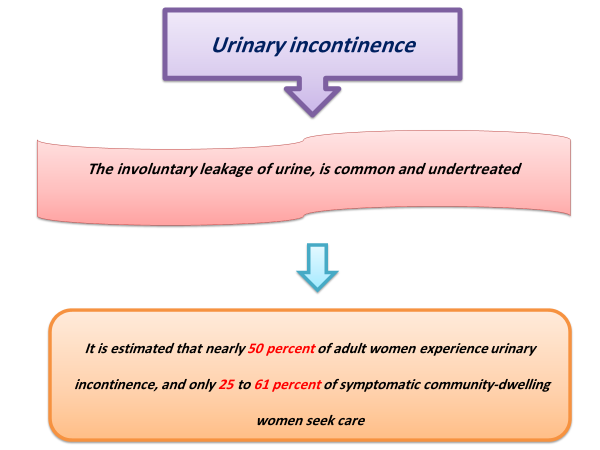 Urinary incontinence
The involuntary leakage of urine, is common and undertreated
It is estimated that nearly 50 percent of adult women experience urinary
incontinence, and only 25 to 61 percent of symptomatic community-dwelling
women seek care